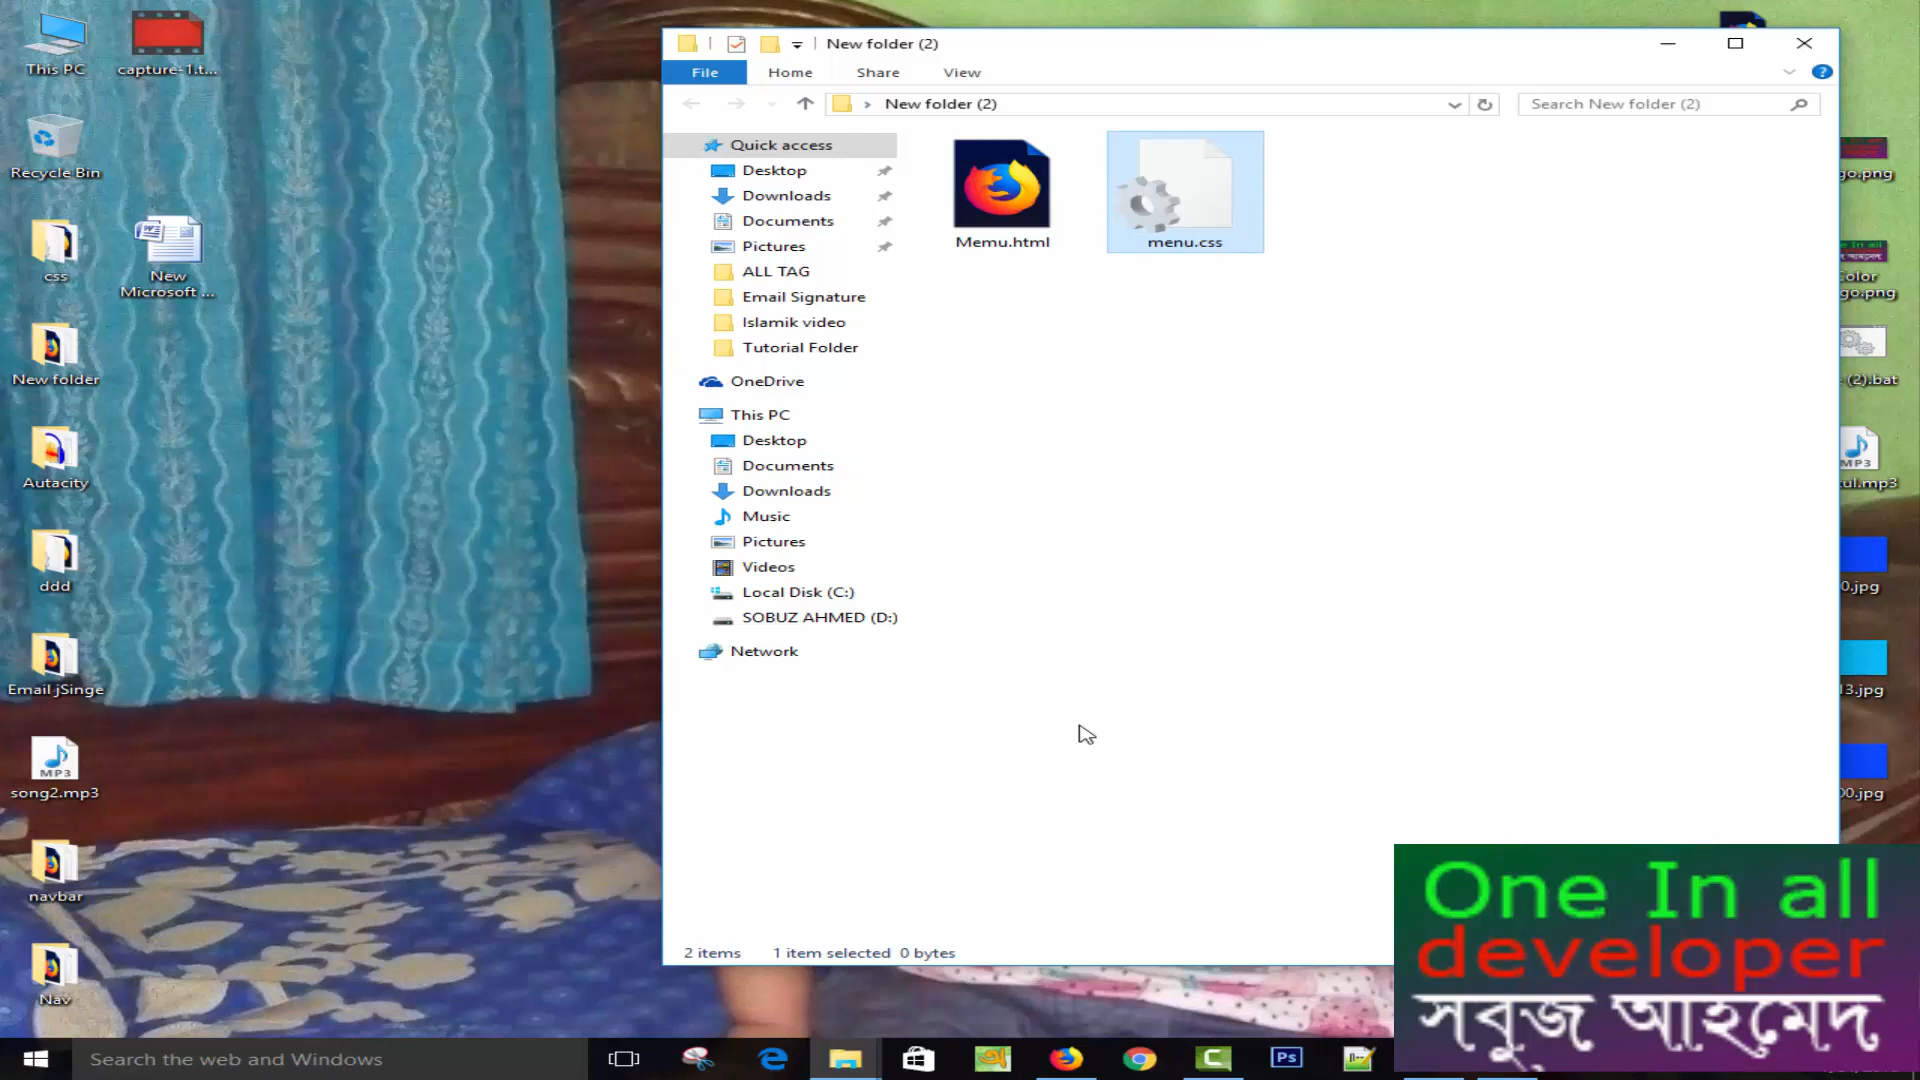 This PC
capture-1.t...
Recycle Bin
css
New
Microsoft ...
New folder
Autacity
ddd
Email jSinge
MP3
song2.mp3
navbar
Nav
New folder (2)
File
Home
Share
View
New folder (2)
Search New folder (2)
Quick access
Desktop
Downloads
Documents
Pictures
ALL TAG
Email Signature
Islamik video
Tutorial Folder
OneDrive
This PC
Desktop
Documents
Downloads
Music
Pictures
Videos
Local Disk (C:)
SOBUZ AHMED (D:)
Network
Memu.html
menu.css
2 items
1 item selected 0 bytes
go.png
Color
go.png
(2).bat
MP3
ul.mp3
0.jpg
13.jpg
00.jpg
One In all
developer
সবুজ আহমেদ
Search the web and Windows
Ps